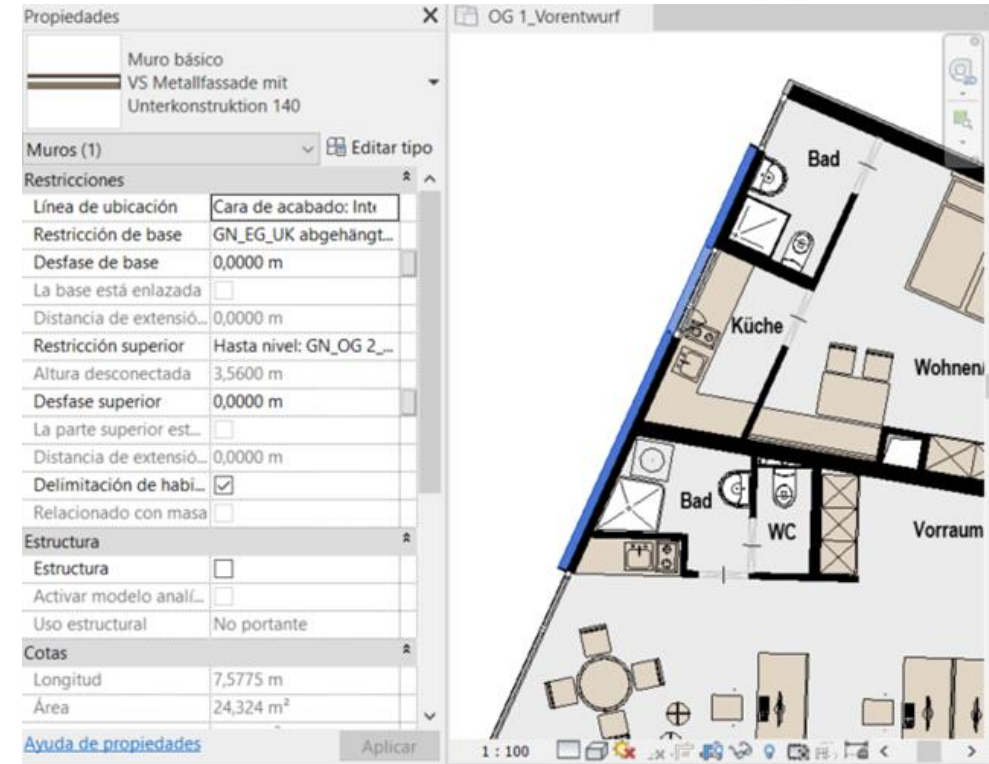 Propiedades
Muro básico
VS Metallfassade mit
Unterkonstruktion 140
Muros (1)
Editar tipo
Restricciones
Línea de ubicación Cara de acabado: Inte
Restricción de base GN_EG_UK abgehängt...
Desfase de base 0,0000 m
La base está enlazada
Distancia de extensió... 0,0000 m
Restricción superior Hasta nivel: GN_OG 2_...
Altura desconectada 3,5600 m
Desfase superior 0,0000 m
La parte superior est...
Distancia de extensió... 0,0000 m
Delimitación de habi...
Relacionado con masa
Estructura
Estructura
Activar modelo analí...
Uso estructural No portante
Cotas
Longitud 7,5775 m
Área 24,324 m²
Ayuda de propiedades
Aplicar
OG 1_Vorentwurf
Bad
Küche
Wohnen/
Bad
WC
Vorraum
1 : 100